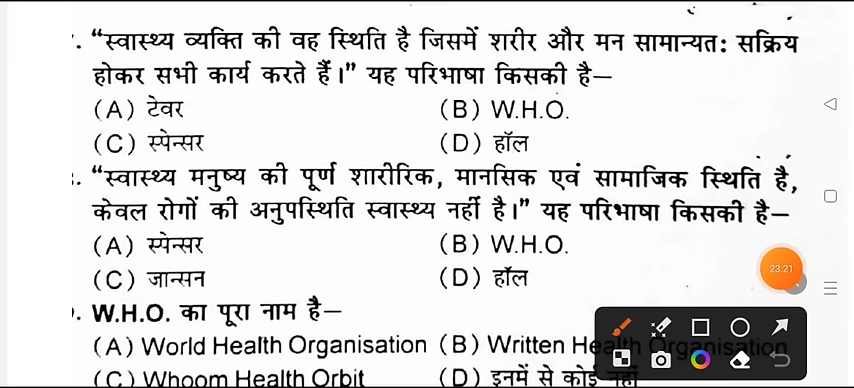 . “स्वास्थ्य व्यक्ति की वह स्थिति है जिसमें शरीर और मन सामान्यत: सक्रिय
होकर सभी कार्य करते हैं।” यह परिभाषा किसकी है—
(A) टेवर (B) W.H.O.
(C) स्पेन्सर (D) हॉल
. “स्वास्थ्य मनुष्य की पूर्ण शारीरिक, मानसिक एवं सामाजिक स्थिति है,
केवल रोगों की अनुपस्थिति स्वास्थ्य नहीं है।” यह परिभाषा किसकी है—
(A) स्पेन्सर (B) W.H.O.
(C) जान्सन (D) हॉल
23:21
. W.H.O. का पूरा नाम है—
(A) World Health Organisation (B) Written Health Organisation
(C) Whoom Health Orbit (D) इनमें से कोई नहीं